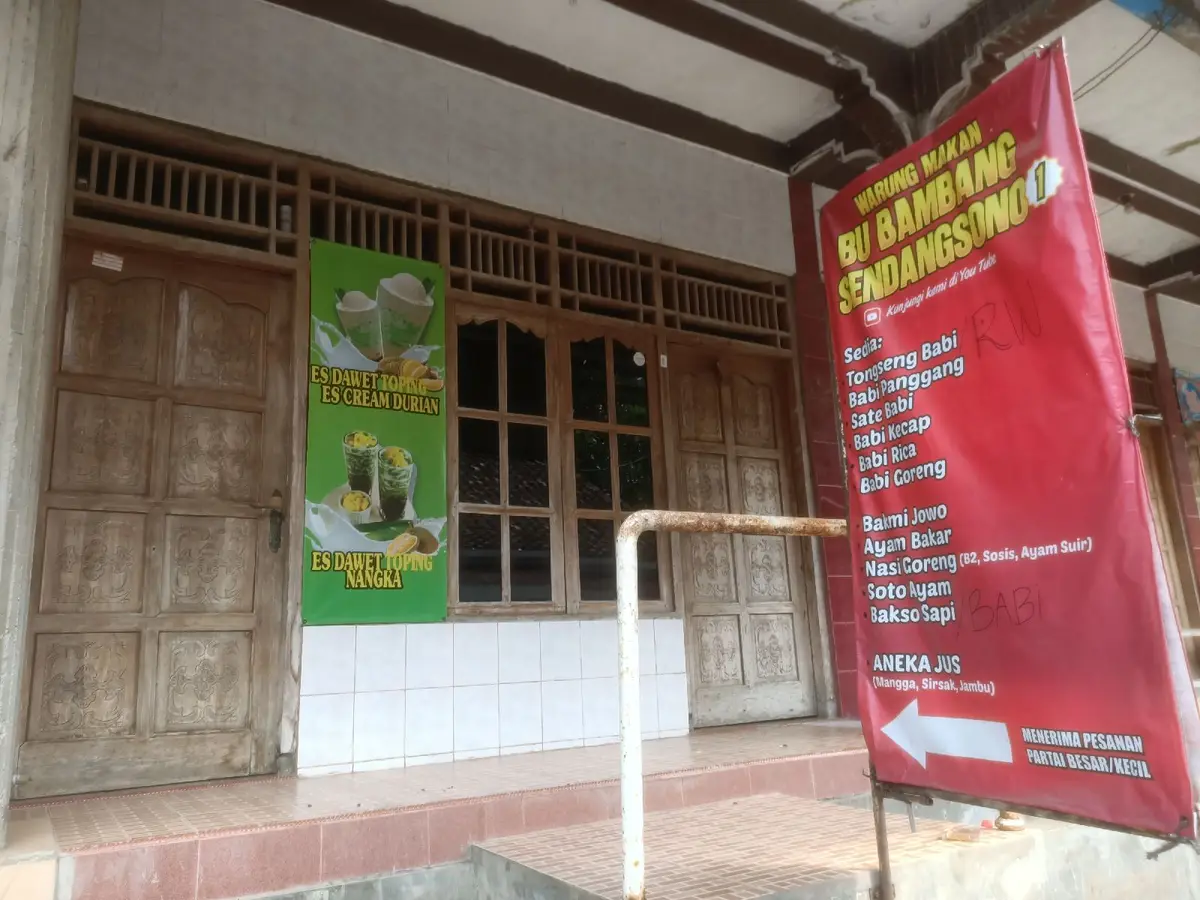 ES DAWET TOPING
ES CREAM DURIAN
ES DAWET TOPING
NANGKA
WARUNG MAKAN
BU BAMBANG
SENDANGSONO 1
Kunjungi kami di You Tube
Sedia:
Tongseng Babi RW
Babi Panggang
Sate Babi
Babi Kecap
Babi Rica
Babi Goreng
Bakmi Jowo
Ayam Bakar
Nasi Goreng (B2, Sosis, Ayam Suir)
Soto Ayam
Bakso Sapi, BABI
ANEKA JUS
(Mangga, Sirsak, Jambu)
MENERIMA PESANAN
PARTAI BESAR/KECIL